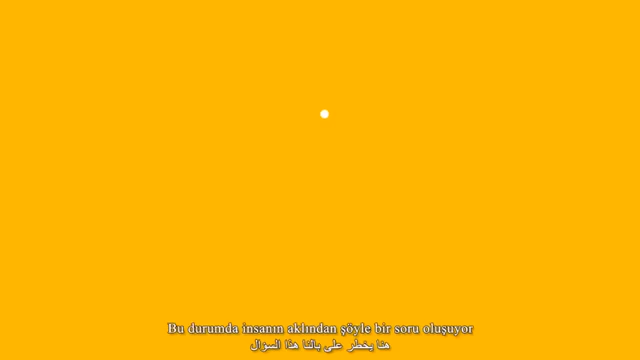 Bu durumda insanın aklından şöyle bir soru oluşuyor
هنا يخطر على بالنا هذا السؤال